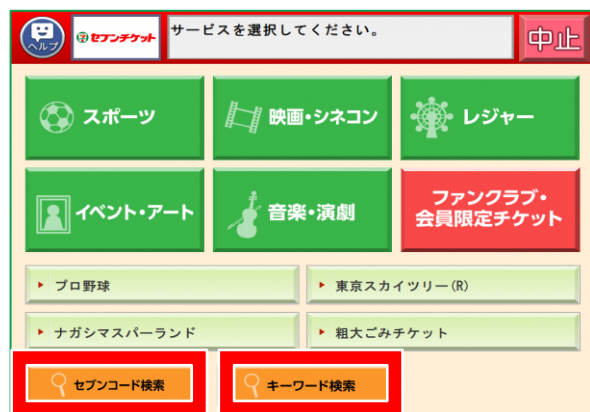 ヘルプ
セブンチケット
サービスを選択してください。
中止
スポーツ
映画・シネコン
レジャー
イベント・アート
音楽・演劇
ファンクラブ・
会員限定チケット
プロ野球
東京スカイツリー(R)
ナガシマスパーランド
粗大ごみチケット
セブンコード検索
キーワード検索